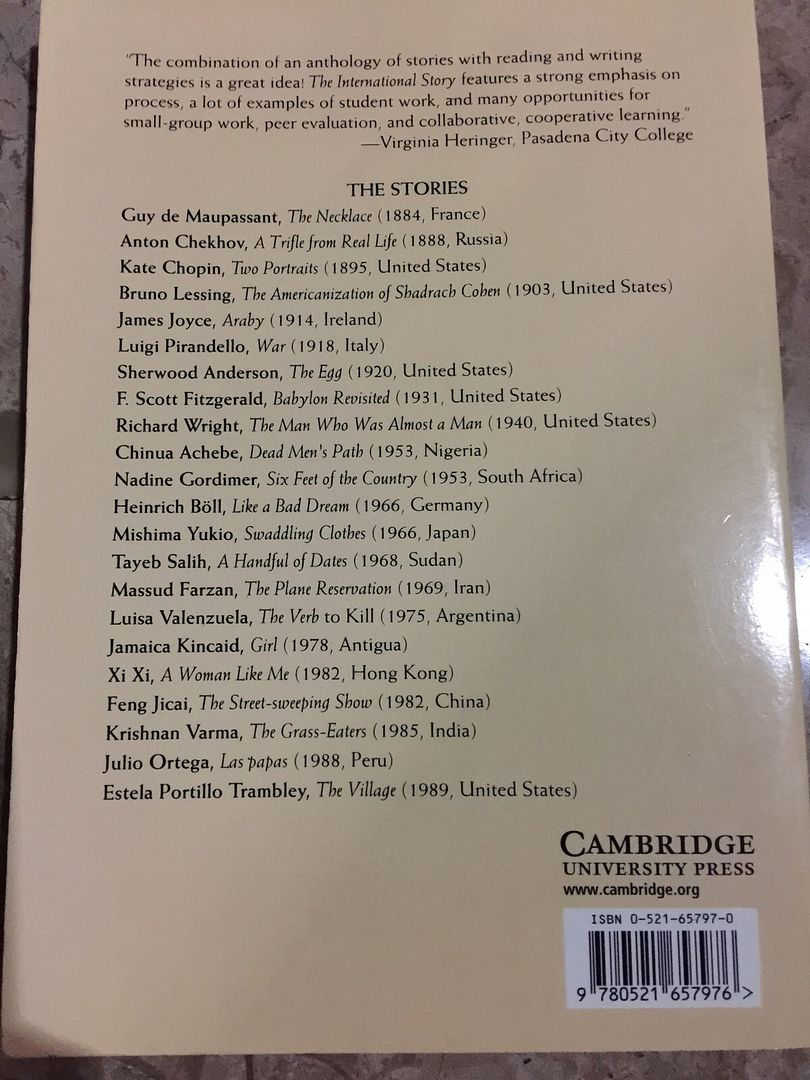 "The combination of an anthology of stories with reading and writing
strategies is a great idea! The International Story features a strong emphasis on
process, a lot of examples of student work, and many opportunities for
small-group work, peer evaluation, and collaborative, cooperative learning."
—Virginia Heringer, Pasadena City College
THE STORIES
Guy de Maupassant, The Necklace (1884, France)
Anton Chekhov, A Trifle from Real Life (1888, Russia)
Kate Chopin, Two Portraits (1895, United States)
Bruno Lessing, The Americanization of Shadrach Cohen (1903, United States)
James Joyce, Araby (1914, Ireland)
Luigi Pirandello, War (1918, Italy)
Sherwood Anderson, The Egg (1920, United States)
F. Scott Fitzgerald, Babylon Revisited (1931, United States)
Richard Wright, The Man Who Was Almost a Man (1940, United States)
Chinua Achebe, Dead Men's Path (1953, Nigeria)
Nadine Gordimer, Six Feet of the Country (1953, South Africa)
Heinrich Böll, Like a Bad Dream (1966, Germany)
Mishima Yukio, Swaddling Clothes (1966, Japan)
Tayeb Salih, A Handful of Dates (1968, Sudan)
Massud Farzan, The Plane Reservation (1969, Iran)
Luisa Valenzuela, The Verb to Kill (1975, Argentina)
Jamaica Kincaid, Girl (1978, Antigua)
Xi Xi, A Woman Like Me (1982, Hong Kong)
Feng Jicai, The Street-sweeping Show (1982, China)
Krishnan Varma, The Grass-Eaters (1985, India)
Julio Ortega, Las papas (1988, Peru)
Estela Portillo Trambley, The Village (1989, United States)
CAMBRIDGE
UNIVERSITY PRESS
www.cambridge.org
ISBN 0-521-65797-0
9 780521 657976 >